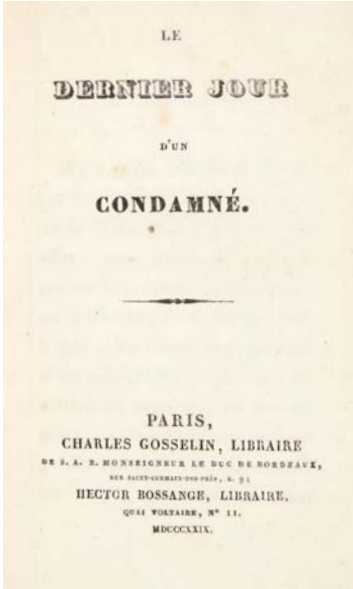 LE
DERNIER JOUR
D'UN
CONDAMNÉ.
PARIS,
CHARLES GOSSELIN, LIBRAIRE
DE S. A. R. MONSEIGNEUR LE DUC DE BORDEAUX,
RUE SAINT-GERMAIN-DES-PRÉS, N. 9;
HECTOR BOSSANGE, LIBRAIRE,
QUAI VOLTAIRE, N° 11.
MDCCCXXIX.